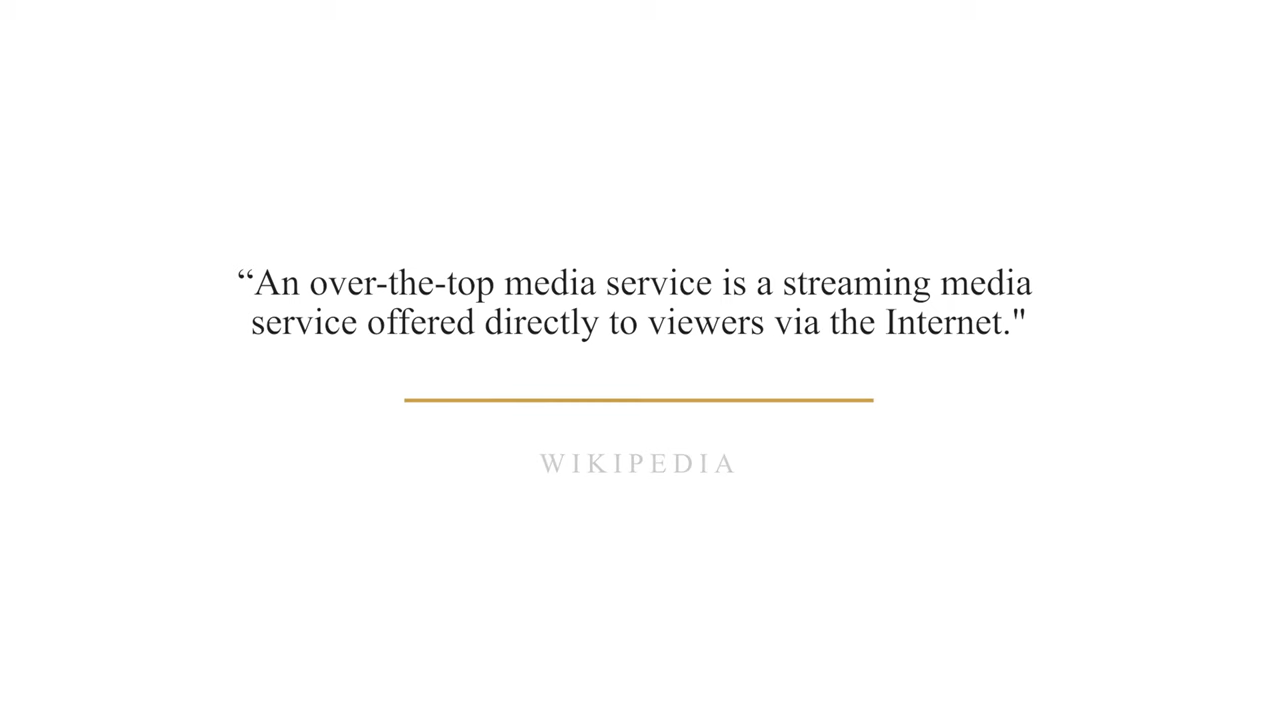 “An over-the-top media service is a streaming media
service offered directly to viewers via the Internet."
WIKIPEDIA